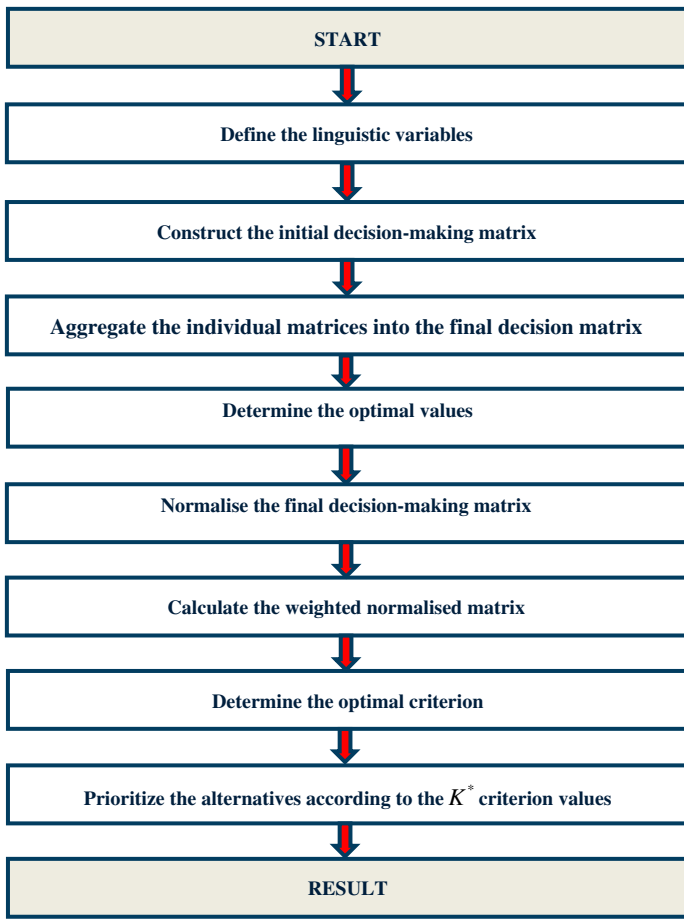 START
Define the linguistic variables
Construct the initial decision-making matrix
Aggregate the individual matrices into the final decision matrix
Determine the optimal values
Normalise the final decision-making matrix
Calculate the weighted normalised matrix
Determine the optimal criterion
Prioritize the alternatives according to the K* criterion values
RESULT